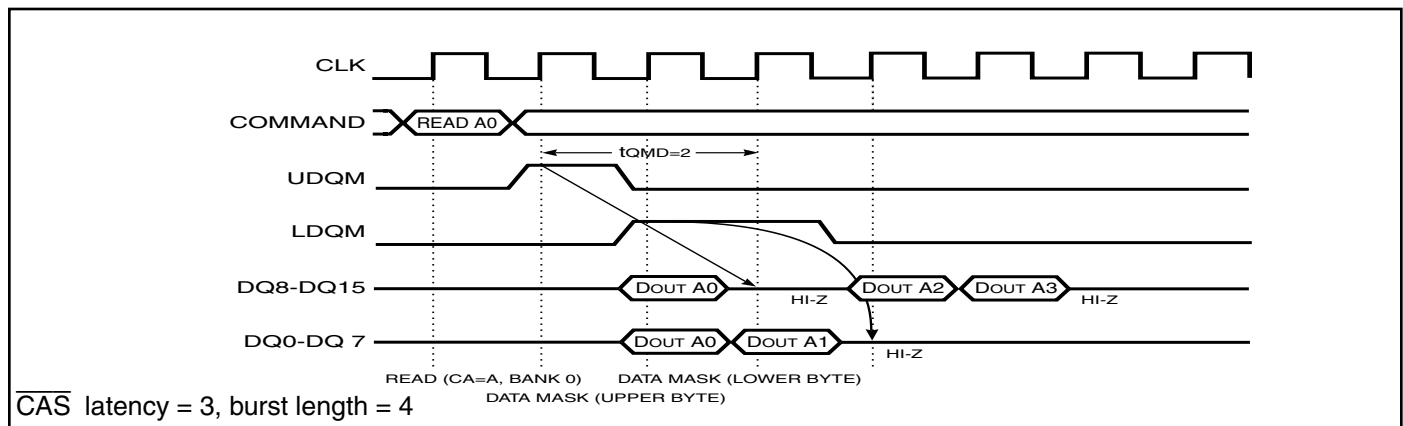 CLK
COMMAND READ A0
tQMD=2
UDQM
LDQM
DQ8-DQ15 DOUT A0 HI-Z DOUT A2 DOUT A3 HI-Z
DQ0-DQ 7 DOUT A0 DOUT A1 HI-Z
READ (CA=A, BANK 0) DATA MASK (LOWER BYTE)
DATA MASK (UPPER BYTE)
CAS latency = 3, burst length = 4